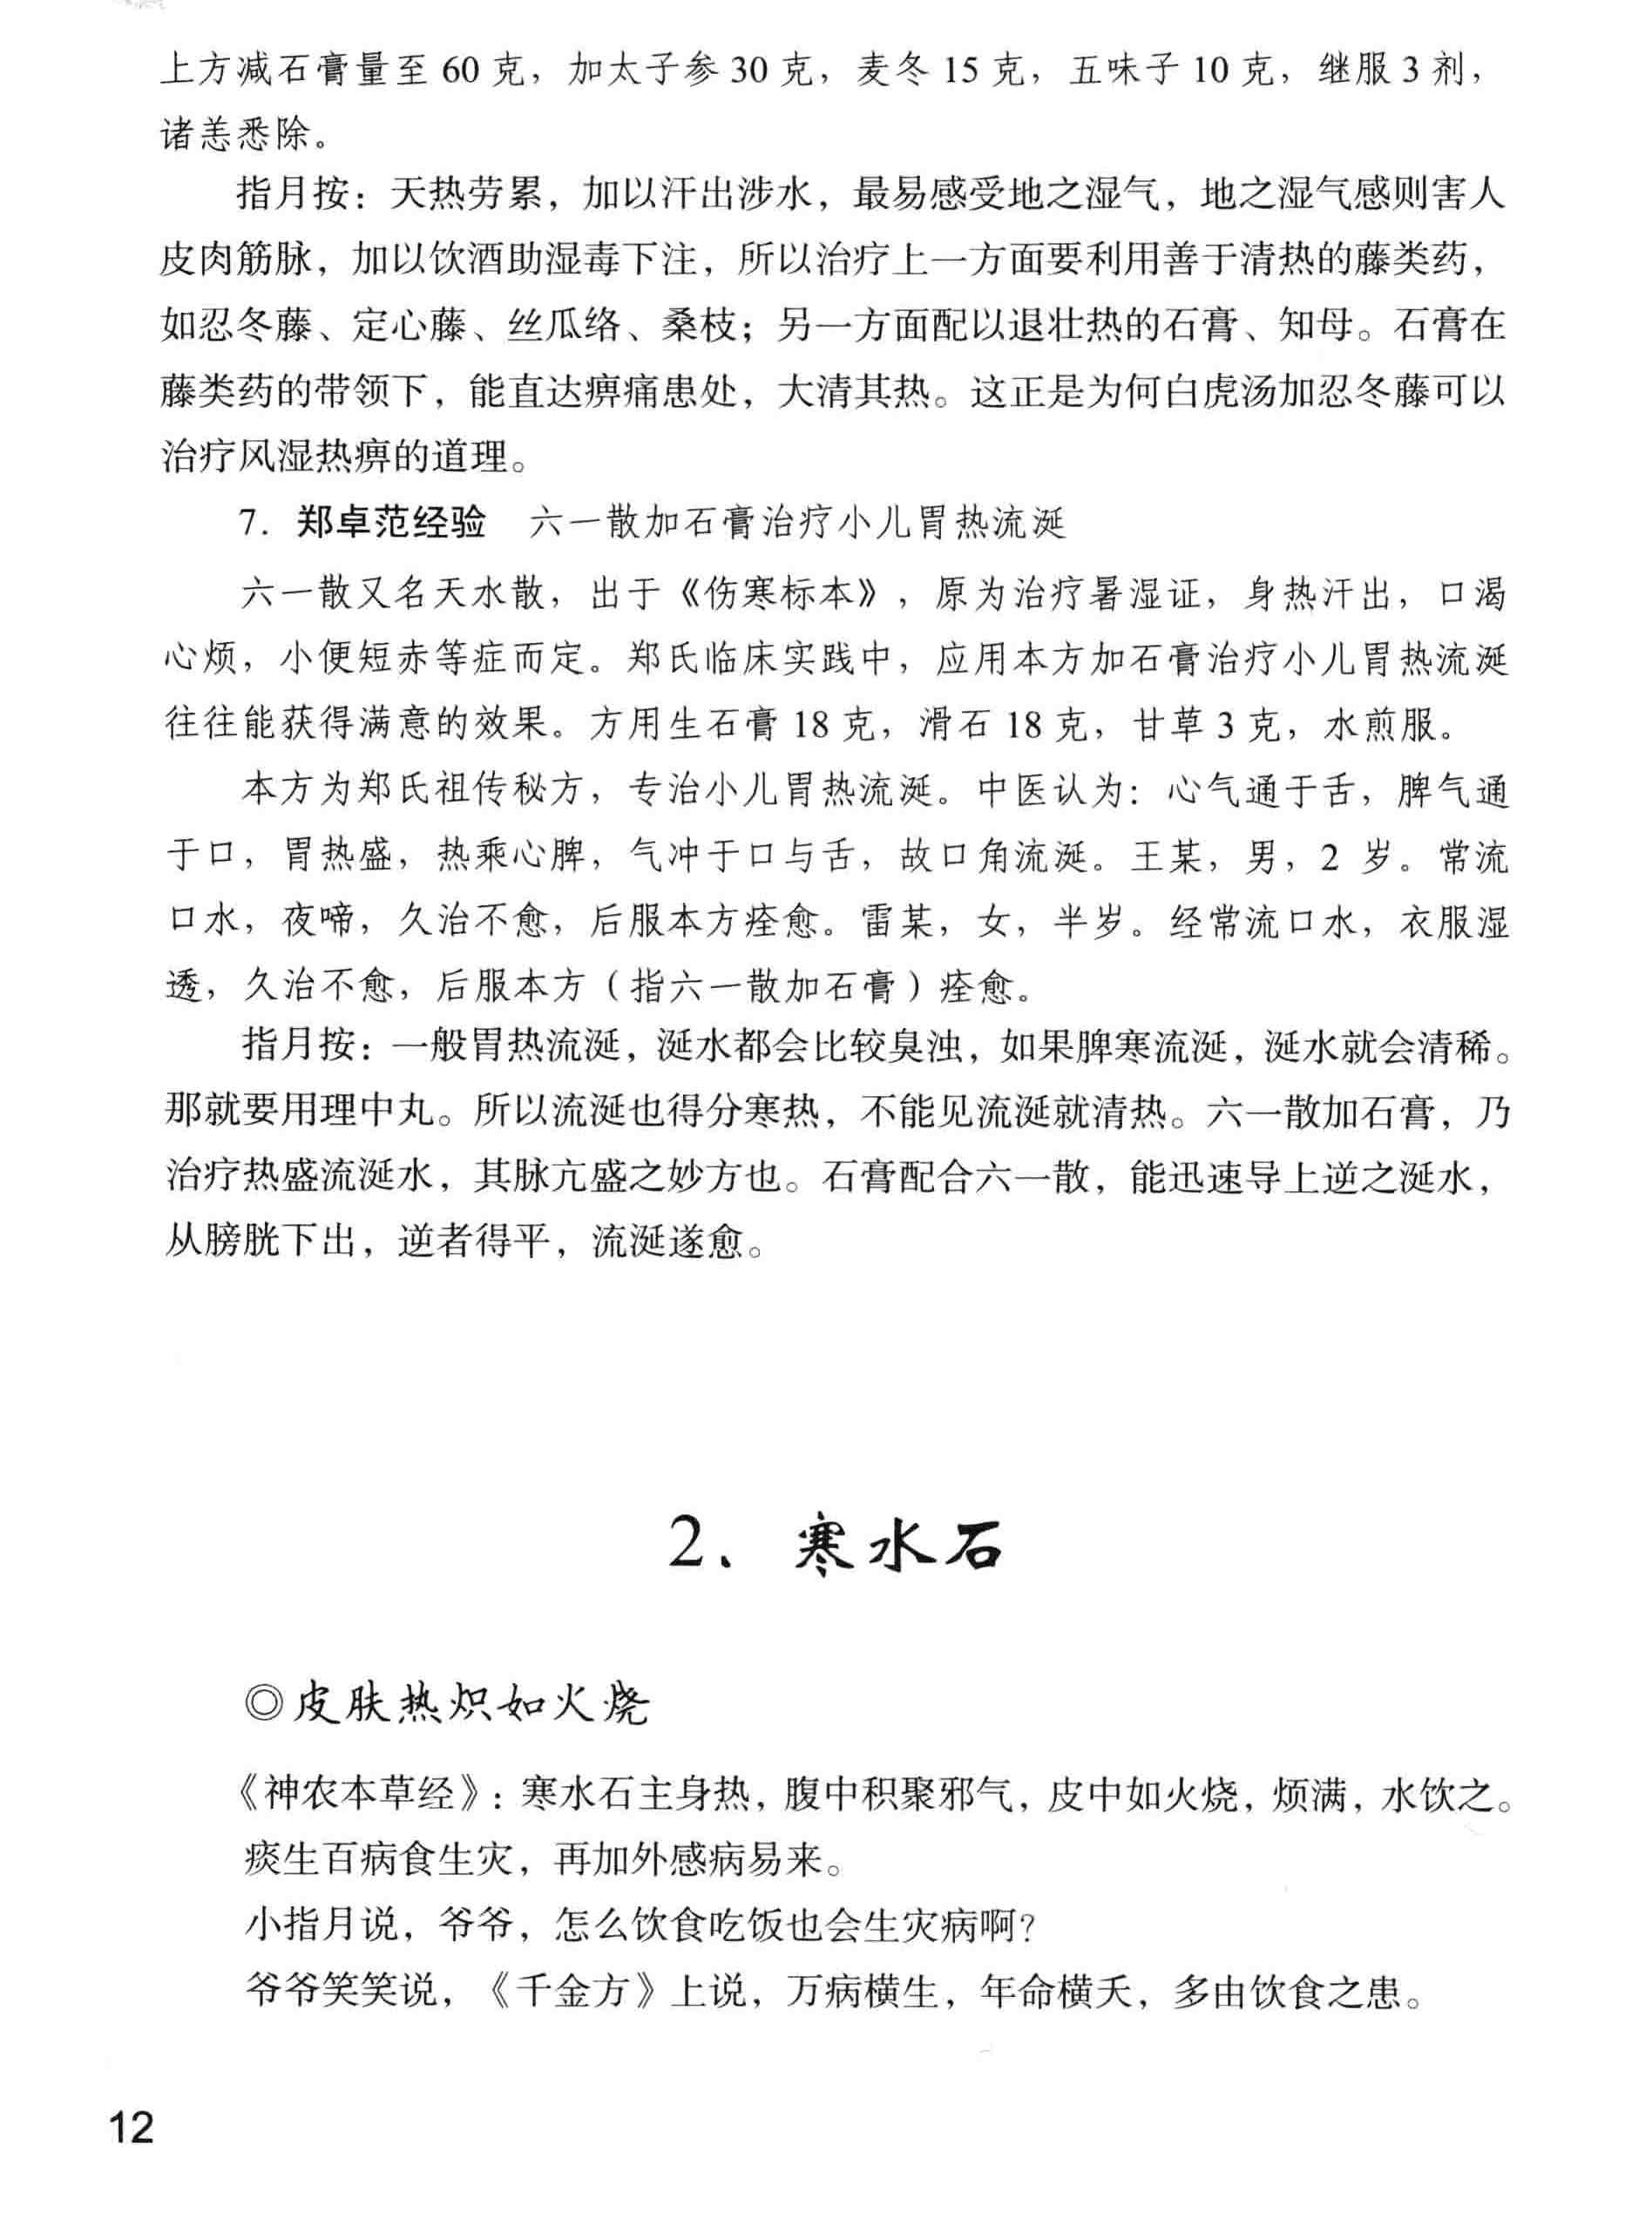 上方减石膏量至 60 克，加太子参 30 克，麦冬 15 克，五味子 10 克，继服 3 剂，
诸恙悉除。
指月按：天热劳累，加以汗出涉水，最易感受地之湿气，地之湿气感则害人
皮肉筋脉，加以饮酒助湿毒下注，所以治疗上一方面要利用善于清热的藤类药，
如忍冬藤、定心藤、丝瓜络、桑枝；另一方面配以退壮热的石膏、知母。石膏在
藤类药的带领下，能直达痹痛患处，大清其热。这正是为何白虎汤加忍冬藤可以
治疗风湿热痹的道理。
7．郑卓范经验　六一散加石膏治疗小儿胃热流涎
六一散又名天水散，出于《伤寒标本》，原为治疗暑湿证，身热汗出，口渴
心烦，小便短赤等症而定。郑氏临床实践中，应用本方加石膏治疗小儿胃热流涎
往往能获得满意的效果。方用生石膏 18 克，滑石 18 克，甘草 3 克，水煎服。
本方为郑氏祖传秘方，专治小儿胃热流涎。中医认为：心气通于舌，脾气通
于口，胃热盛，热乘心脾，气冲于口与舌，故口角流涎。王某，男，2 岁。常流
口水，夜啼，久治不愈，后服本方痊愈。雷某，女，半岁。经常流口水，衣服湿
透，久治不愈，后服本方（指六一散加石膏）痊愈。
指月按：一般胃热流涎，涎水都会比较臭浊，如果脾寒流涎，涎水就会清稀。
那就要用理中丸。所以流涎也得分寒热，不能见流涎就清热。六一散加石膏，乃
治疗热盛流涎水，其脉亢盛之妙方也。石膏配合六一散，能迅速导上逆之涎水，
从膀胱下出，逆者得平，流涎遂愈。
2．寒水石
◎皮肤热炽如火烧
《神农本草经》：寒水石主身热，腹中积聚邪气，皮中如火烧，烦满，水饮之。
痰生百病食生灾，再加外感病易来。
小指月说，爷爷，怎么饮食吃饭也会生灾病啊？
爷爷笑笑说，《千金方》上说，万病横生，年命横夭，多由饮食之患。
12